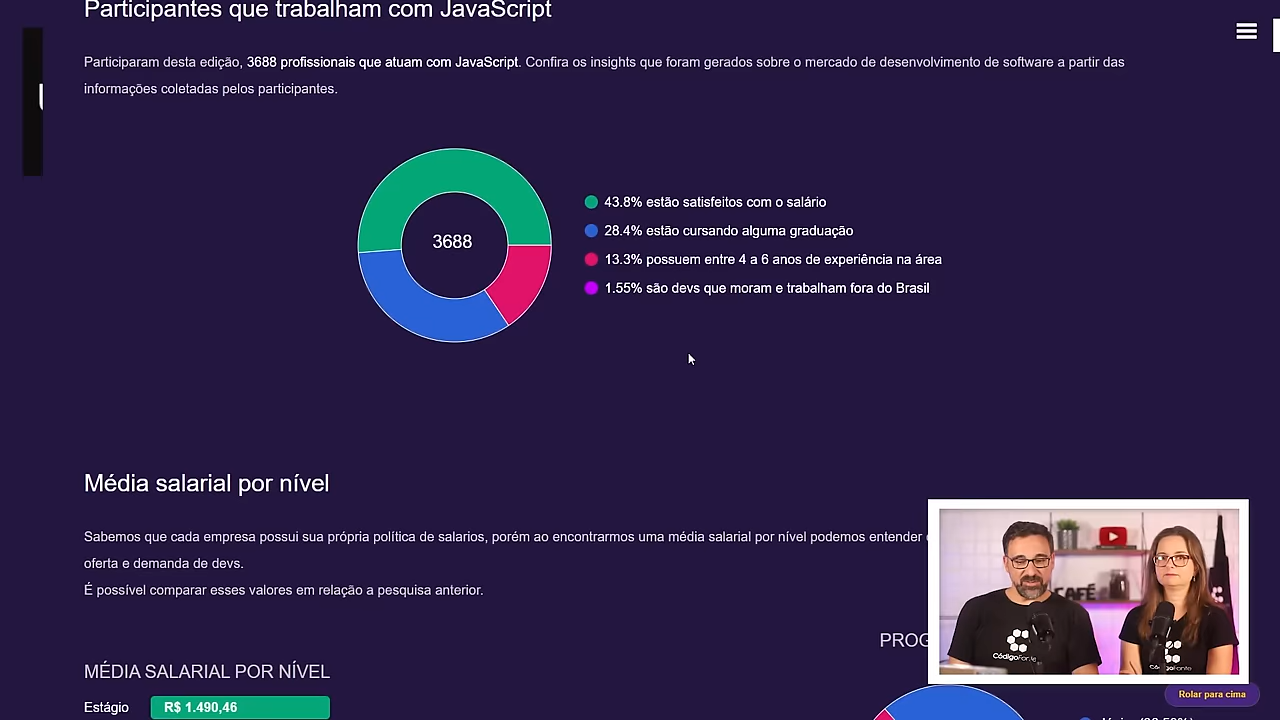 Participantes que trabalham com JavaScript
Participaram desta edição, 3688 profissionais que atuam com JavaScript. Confira os insights que foram gerados sobre o mercado de desenvolvimento de software a partir das
informações coletadas pelos participantes.
3688
43.8% estão satisfeitos com o salário
28.4% estão cursando alguma graduação
13.3% possuem entre 4 a 6 anos de experiência na área
1.55% são devs que moram e trabalham fora do Brasil
Média salarial por nível
Sabemos que cada empresa possui sua própria política de salarios, porém ao encontrarmos uma média salarial por nível podemos entender
oferta e demanda de devs.
É possível comparar esses valores em relação a pesquisa anterior.
PROG
MÉDIA SALARIAL POR NÍVEL
Estágio
R$ 1.490,46
CAFÉ
CódigoFonte
CódigoFonte
Rolar para cima